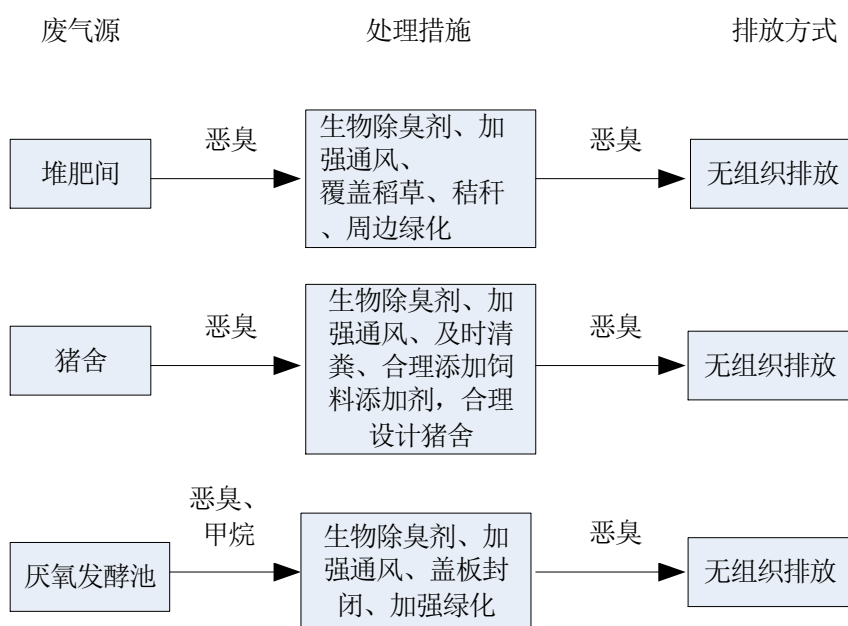 废气源 处理措施 排放方式
堆肥间
恶臭
生物除臭剂、加
强通风、
覆盖稻草、秸秆
、周边绿化
恶臭
无组织排放
猪舍
恶臭
生物除臭剂、加
强通风、及时清
粪、合理添加饲
料添加剂，合理
设计猪舍
恶臭
无组织排放
厌氧发酵池
恶臭、
甲烷
生物除臭剂、加
强通风、盖板封
闭、加强绿化
恶臭
无组织排放